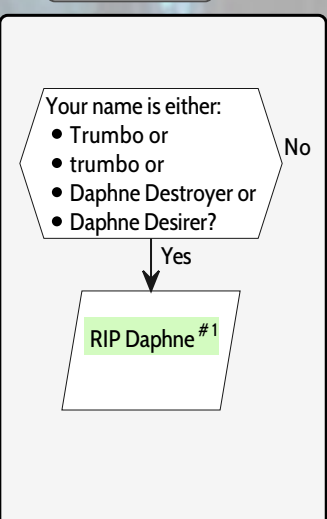 Your name is either:
● Trumbo or
● trumbo or
● Daphne Destroyer or
● Daphne Desirer?
No
Yes
RIP Daphne #1